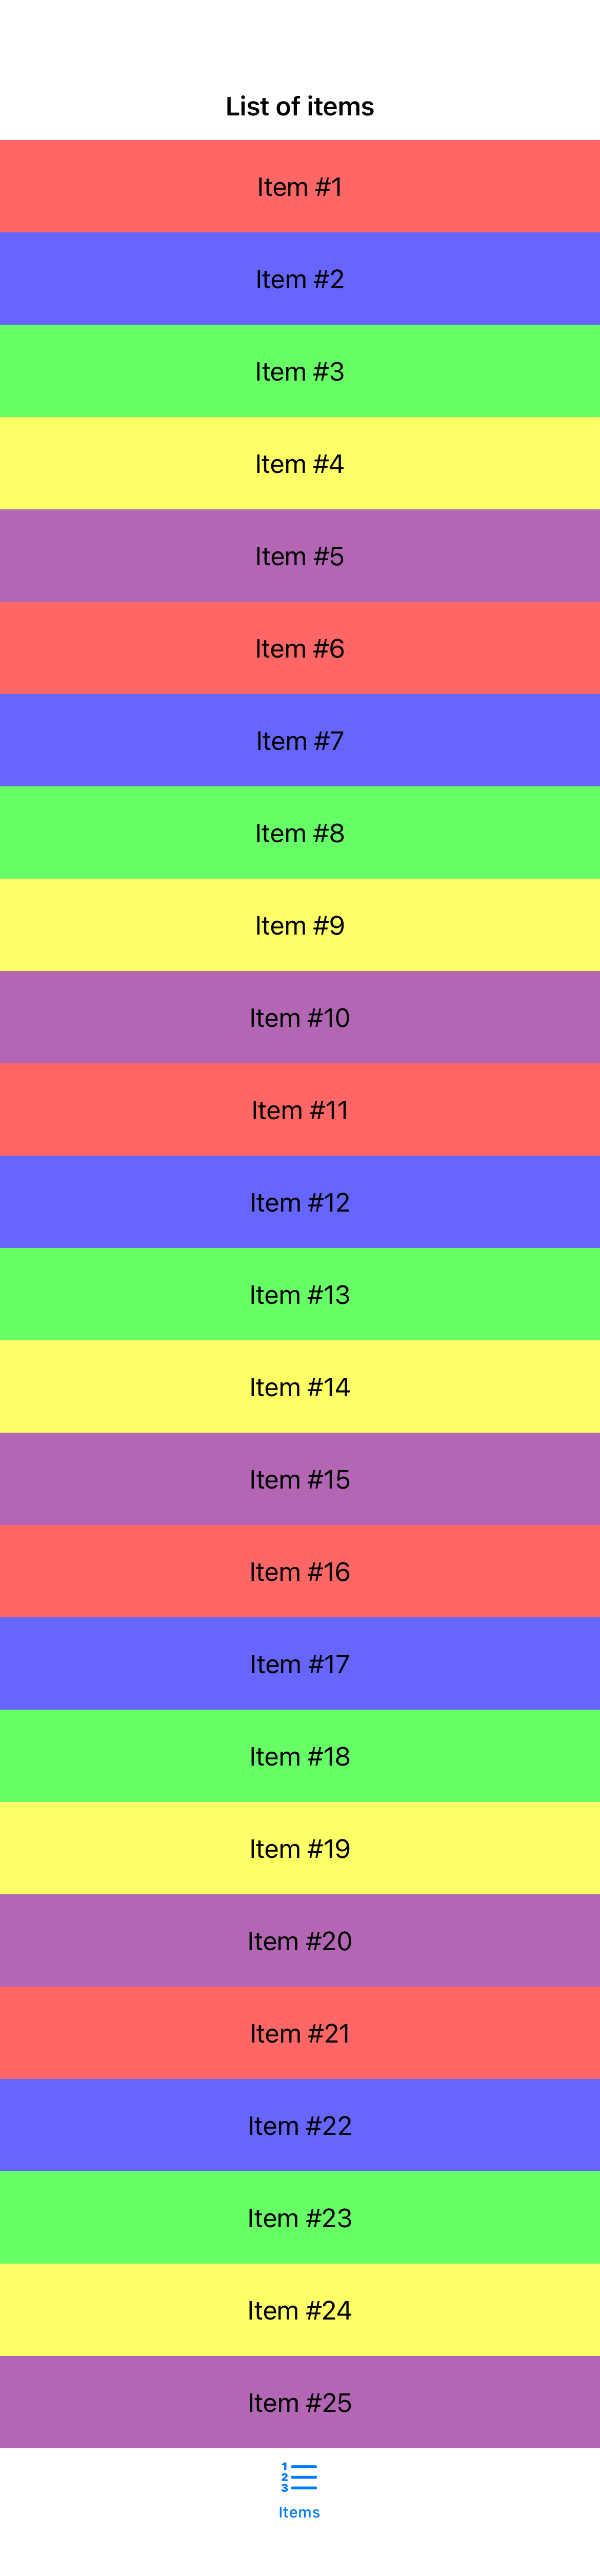 List of items
Item #1
Item #2
Item #3
Item #4
Item #5
Item #6
Item #7
Item #8
Item #9
Item #10
Item #11
Item #12
Item #13
Item #14
Item #15
Item #16
Item #17
Item #18
Item #19
Item #20
Item #21
Item #22
Item #23
Item #24
Item #25
1
2
3
Items